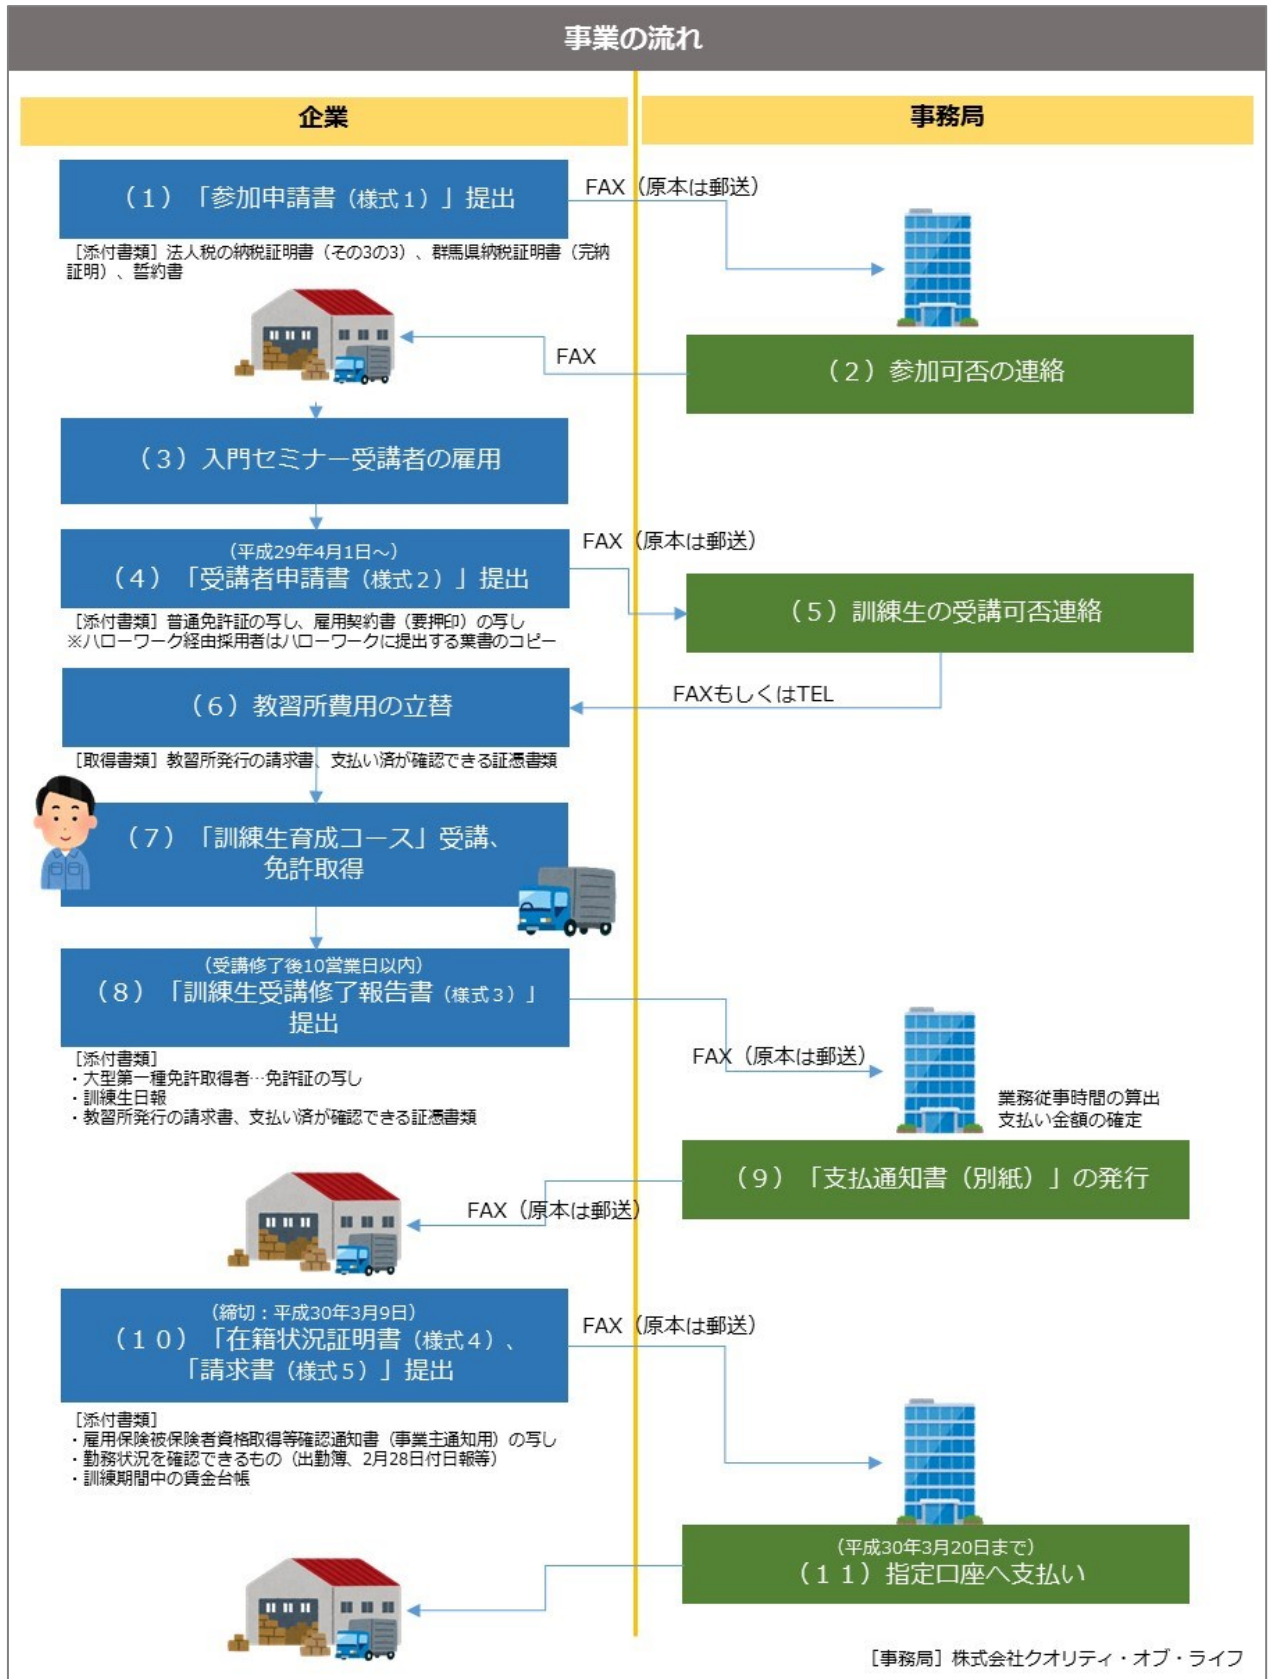 事業の流れ
企業
事務局
（１）「参加申請書（様式１）」提出
FAX（原本は郵送）
［添付書類］法人税の納税証明書（その3の3）、群馬県納税証明書（完納
証明）、誓約書
FAX
（２）参加可否の連絡
（３）入門セミナー受講者の雇用
（平成29年4月1日～）
（４）「受講者申請書（様式２）」提出
FAX（原本は郵送）
［添付書類］普通免許証の写し、雇用契約書（要押印）の写し
※ハローワーク経由採用者はハローワークに提出する葉書のコピー
（５）訓練生の受講可否連絡
FAXもしくはTEL
（６）教習所費用の立替
［取得書類］教習所発行の請求書、支払い済が確認できる証憑書類
（７）「訓練生育成コース」受講、
免許取得
（受講修了後10営業日以内）
（８）「訓練生受講修了報告書（様式３）」
提出
FAX（原本は郵送）
［添付書類］
・大型第一種免許取得者…免許証の写し
・訓練生日報
・教習所発行の請求書、支払い済が確認できる証憑書類
業務従事時間の算出
支払い金額の確定
（９）「支払通知書（別紙）」の発行
FAX（原本は郵送）
（締切：平成30年3月9日）
（１０）「在籍状況証明書（様式４）、
「請求書（様式５）」提出
FAX（原本は郵送）
［添付書類］
・雇用保険被保険者資格取得等確認通知書（事業主通知用）の写し
・勤務状況を確認できるもの（出勤簿、2月28日付日報等）
・訓練期間中の賃金台帳
（平成30年3月20日まで）
（１１）指定口座へ支払い
［事務局］株式会社クオリティ・オブ・ライフ